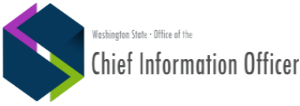 Washington State • Office of the
Chief Information Officer